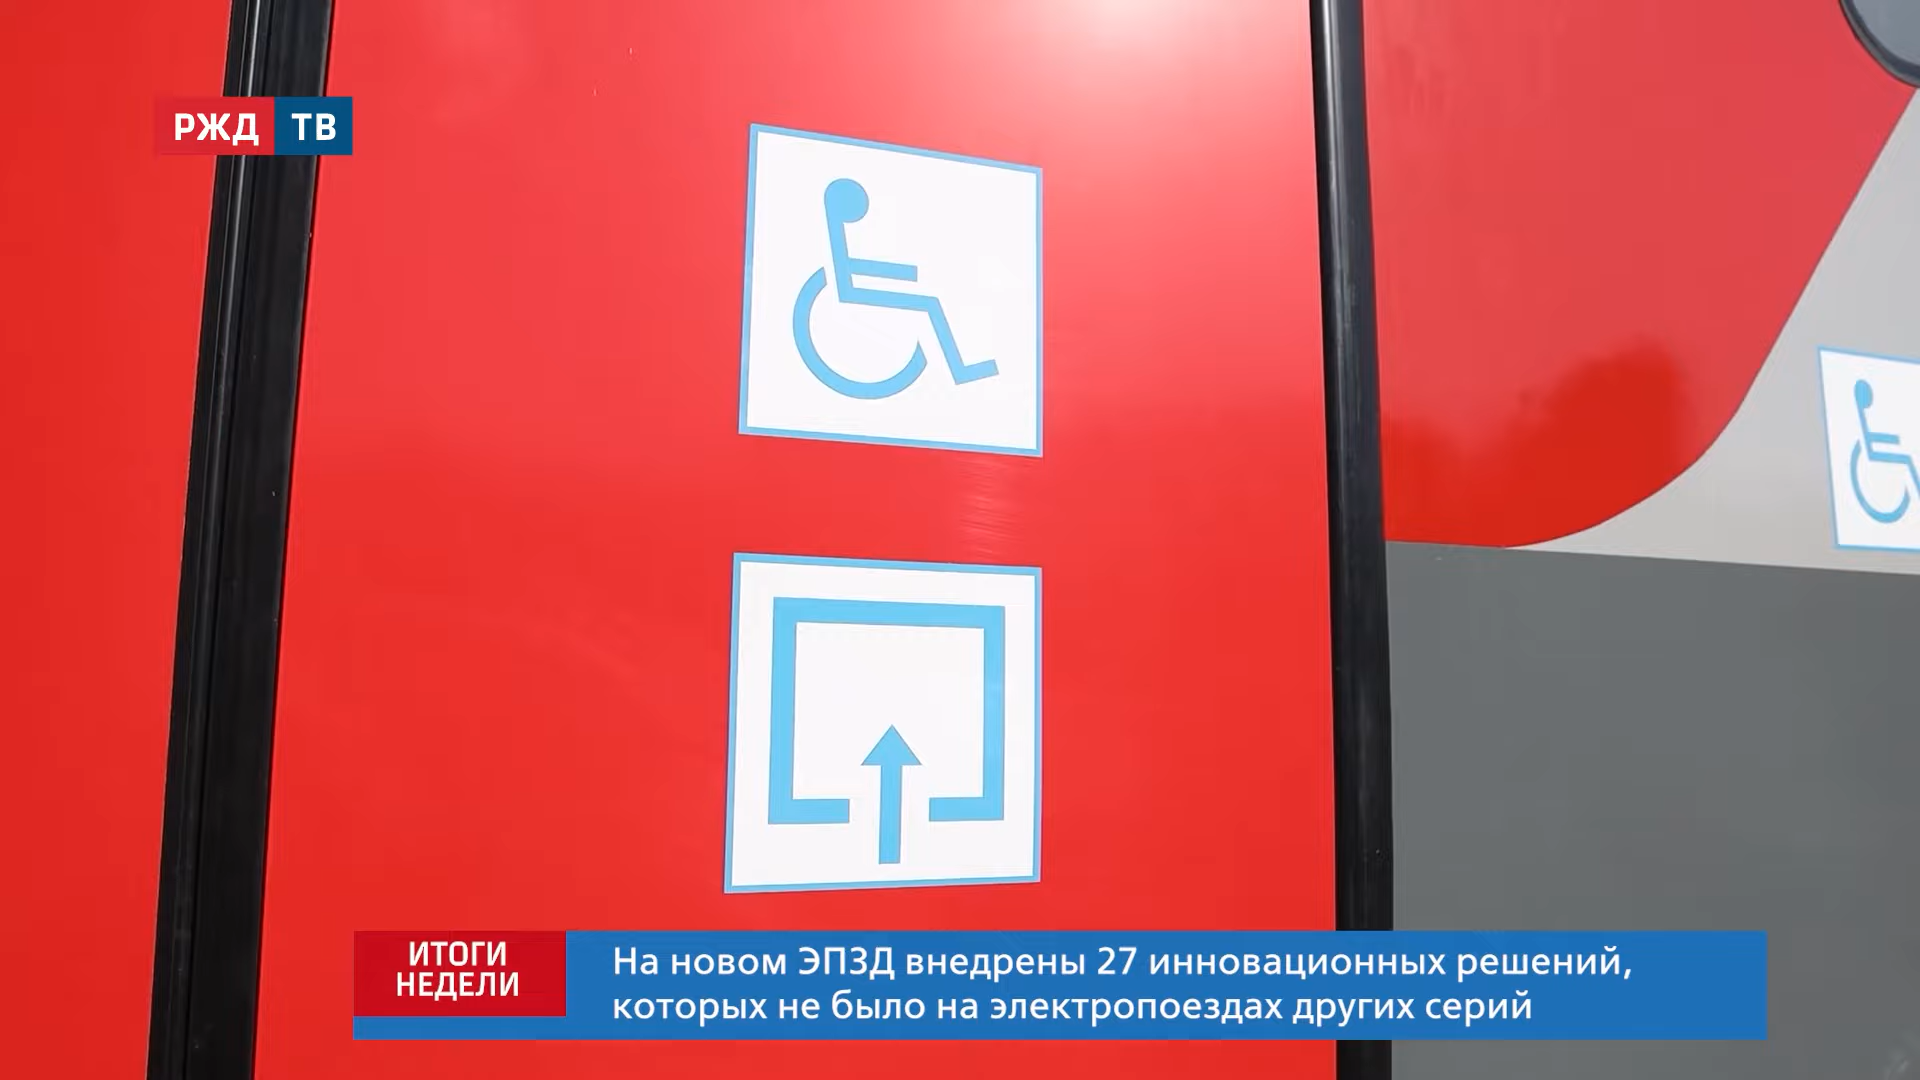 РЖД ТВ
ИТОГИ
НЕДЕЛИ
На новом ЭП3Д внедрены 27 инновационных решений,
которых не было на электропоездах других серий